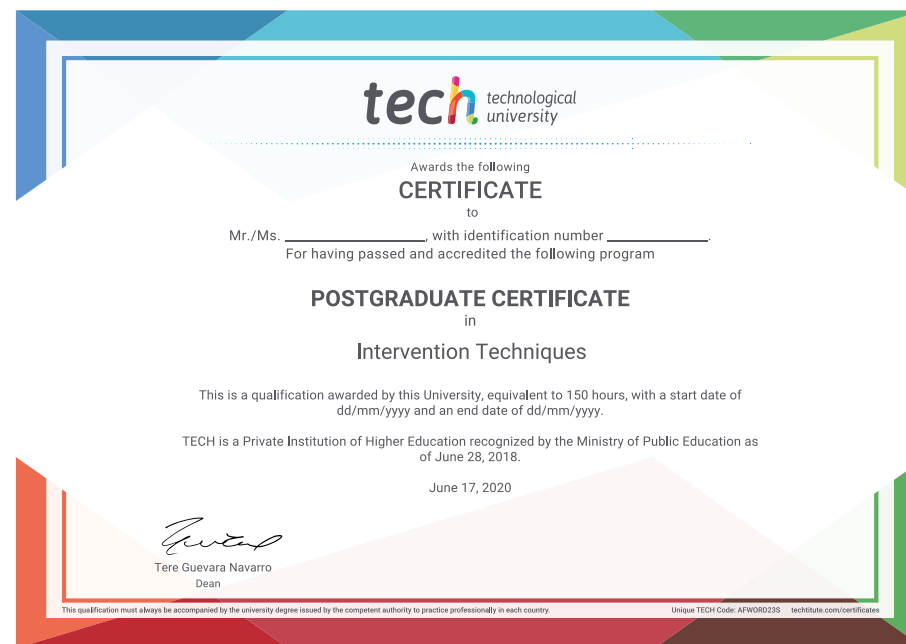 tech technological
university
Awards the following
CERTIFICATE
to
Mr./Ms. ____________________, with identification number ______________.
For having passed and accredited the following program
POSTGRADUATE CERTIFICATE
in
Intervention Techniques
This is a qualification awarded by this University, equivalent to 150 hours, with a start date of
dd/mm/yyyy and an end date of dd/mm/yyyy.
TECH is a Private Institution of Higher Education recognized by the Ministry of Public Education as
of June 28, 2018.
June 17, 2020
Tere Guevara Navarro
Dean
This qualification must always be accompanied by the university degree issued by the competent authority to practice professionally in each country. Unique TECH Code: AFWORD23S techtitute.com/certificates